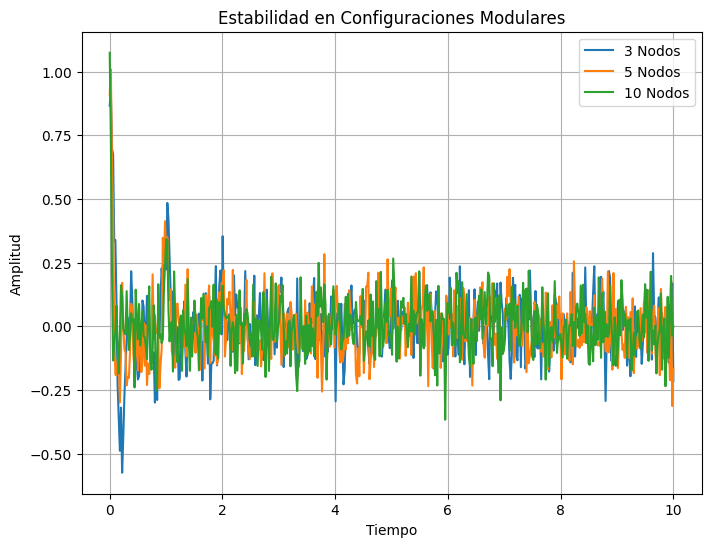 Estabilidad en Configuraciones Modulares
3 Nodos
5 Nodos
10 Nodos
Amplitud
1.00
0.75
0.50
0.25
0.00
−0.25
−0.50
0 2 4 6 8 10
Tiempo